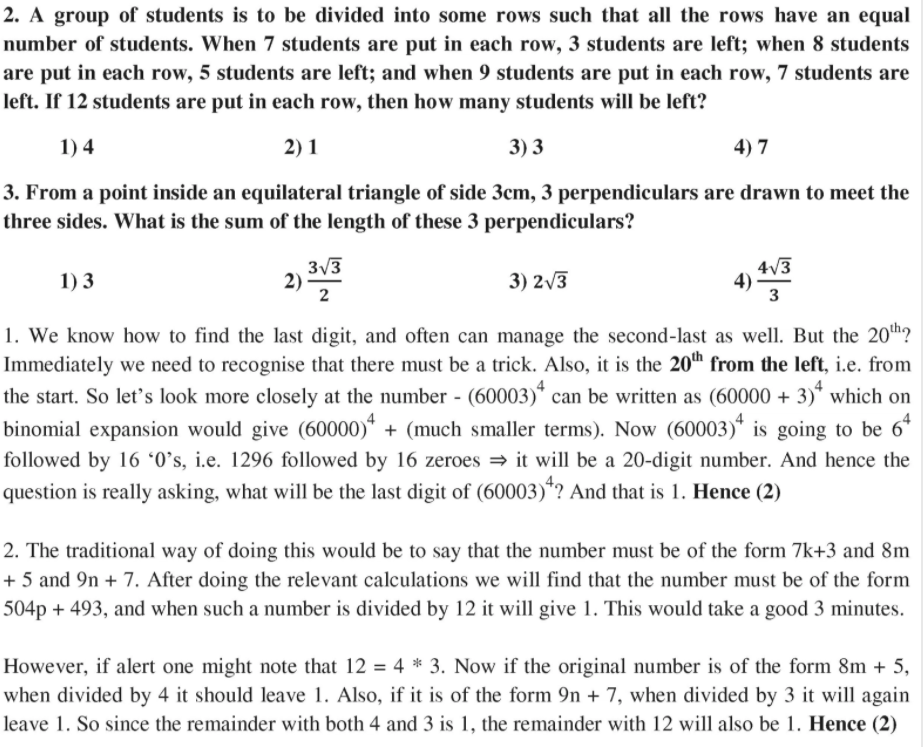 2. A group of students is to be divided into some rows such that all the rows have an equal
number of students. When 7 students are put in each row, 3 students are left; when 8 students
are put in each row, 5 students are left; and when 9 students are put in each row, 7 students are
left. If 12 students are put in each row, then how many students will be left?
1) 4 2) 1 3) 3 4) 7
3. From a point inside an equilateral triangle of side 3cm, 3 perpendiculars are drawn to meet the
three sides. What is the sum of the length of these 3 perpendiculars?
1) 3 2) 3√3/2 3) 2√3 4) 4√3/3
1. We know how to find the last digit, and often can manage the second-last as well. But the 20ᵗʰ?
Immediately we need to recognise that there must be a trick. Also, it is the 20ᵗʰ from the left, i.e. from
the start. So let's look more closely at the number - (60003)⁴ can be written as (60000 + 3)⁴ which on
binomial expansion would give (60000)⁴ + (much smaller terms). Now (60003)⁴ is going to be 6⁴
followed by 16 ‘0’s, i.e. 1296 followed by 16 zeroes ⇒ it will be a 20-digit number. And hence the
question is really asking, what will be the last digit of (60003)⁴? And that is 1. Hence (2)
2. The traditional way of doing this would be to say that the number must be of the form 7k+3 and 8m
+ 5 and 9n + 7. After doing the relevant calculations we will find that the number must be of the form
504p + 493, and when such a number is divided by 12 it will give 1. This would take a good 3 minutes.
However, if alert one might note that 12 = 4 * 3. Now if the original number is of the form 8m + 5,
when divided by 4 it should leave 1. Also, if it is of the form 9n + 7, when divided by 3 it will again
leave 1. So since the remainder with both 4 and 3 is 1, the remainder with 12 will also be 1. Hence (2)